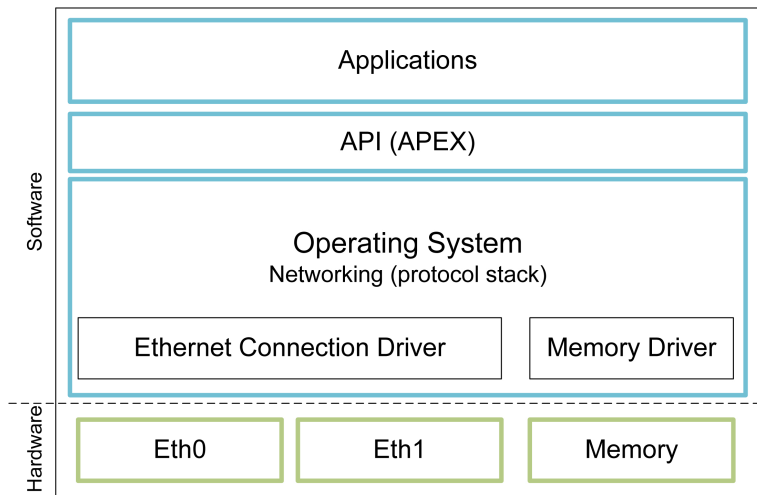 Applications
API (APEX)
Software
Operating System
Networking (protocol stack)
Ethernet Connection Driver
Memory Driver
Hardware
Eth0
Eth1
Memory